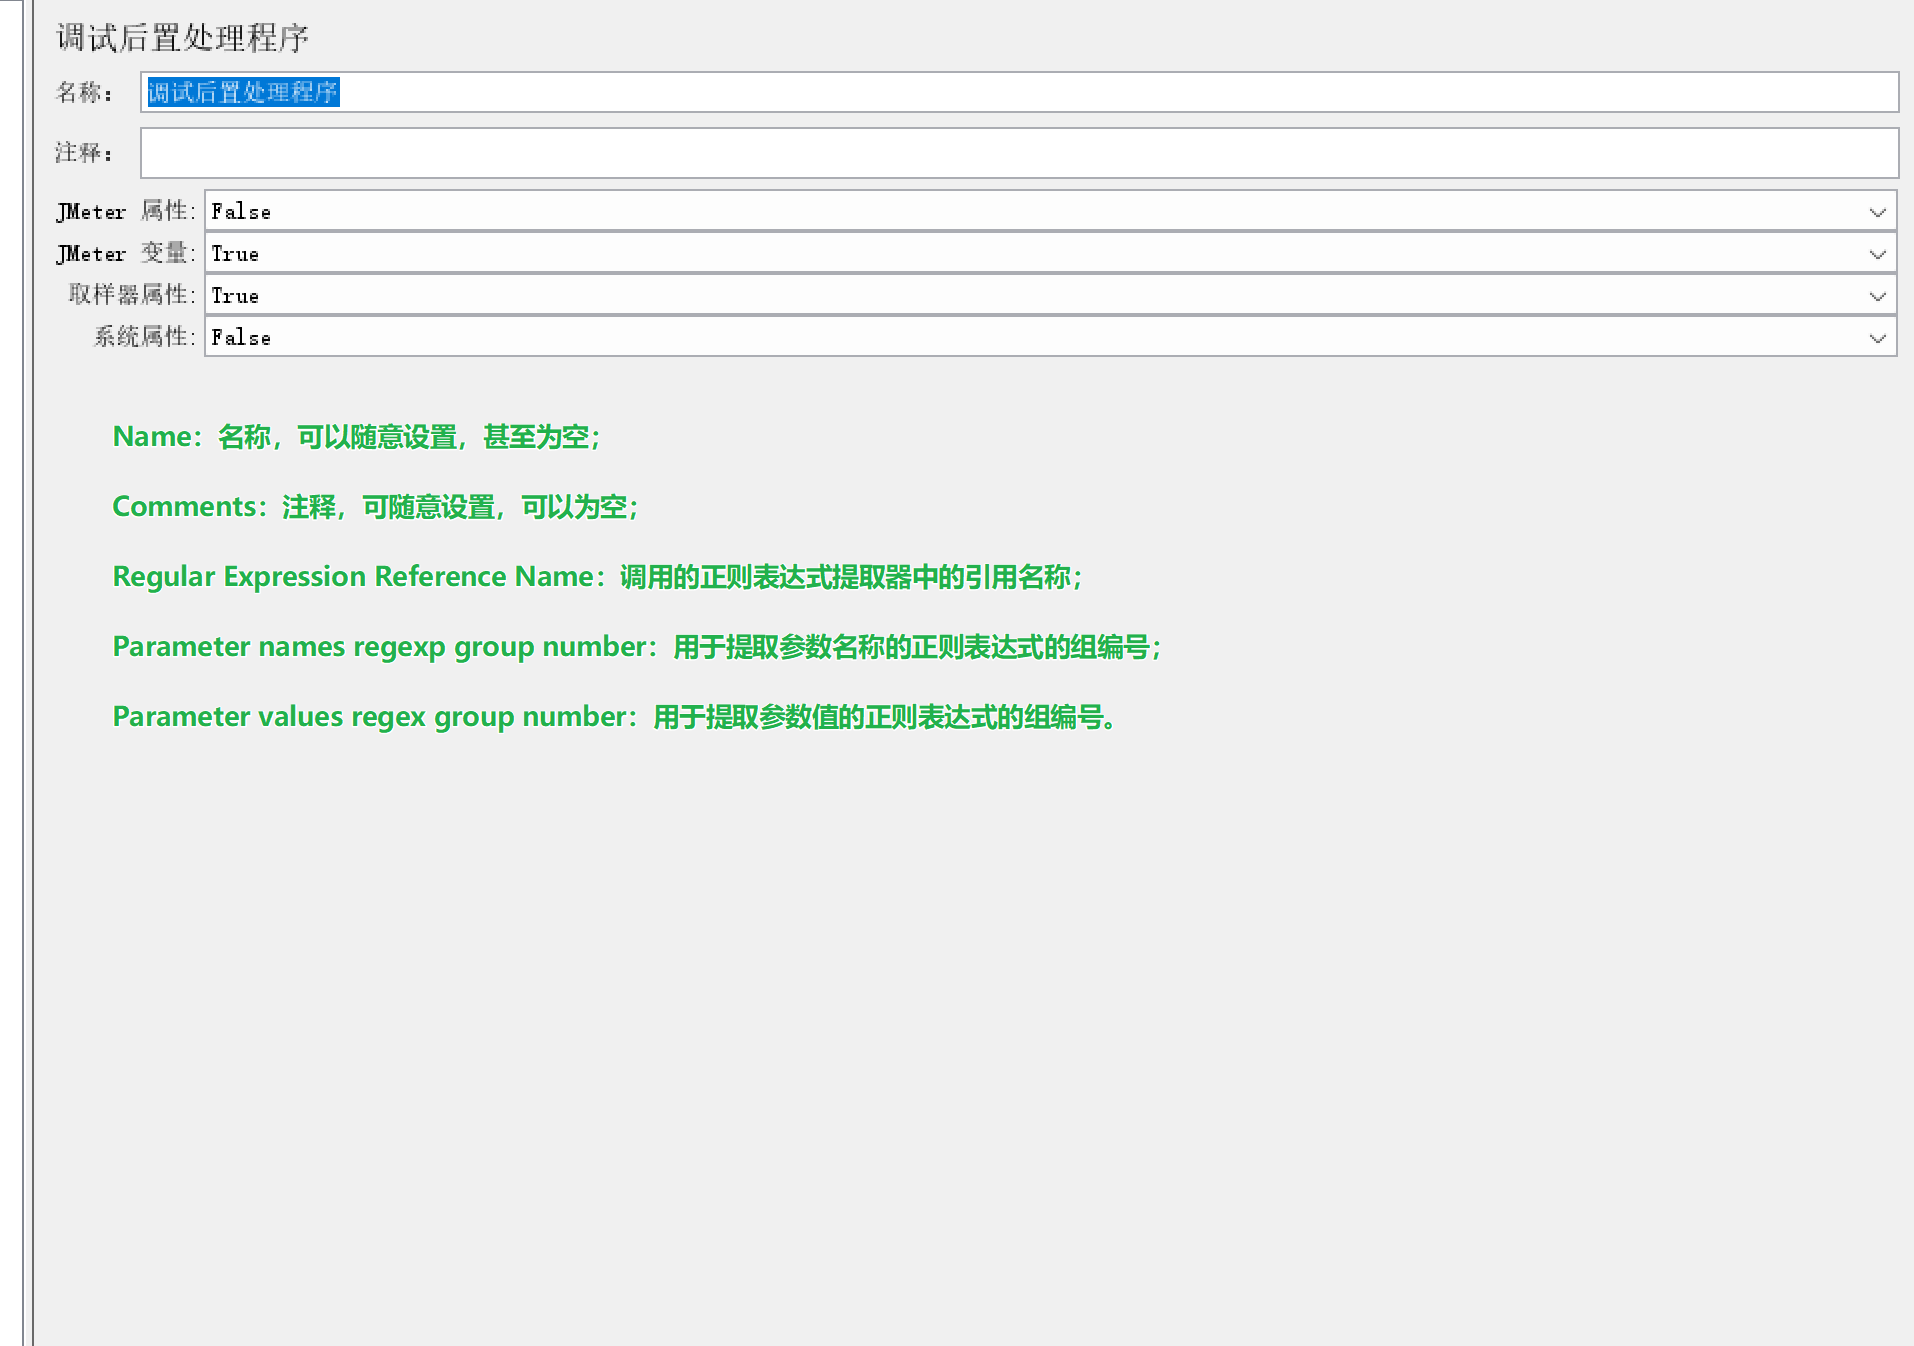 调试后置处理程序
名称： 调试后置处理程序
注释：
JMeter 属性: False
JMeter 变量: True
取样器属性: True
系统属性: False
Name：名称，可以随意设置，甚至为空；
Comments：注释，可随意设置，可以为空；
Regular Expression Reference Name：调用的正则表达式提取器中的引用名称；
Parameter names regexp group number：用于提取参数名称的正则表达式的组编号；
Parameter values regex group number：用于提取参数值的正则表达式的组编号。